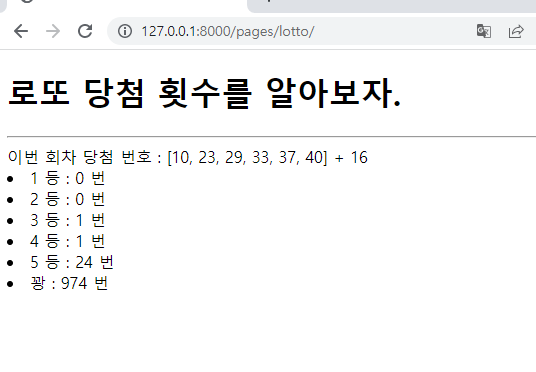 127.0.0.1:8000/pages/lotto/
로또 당첨 횟수를 알아보자.
이번 회차 당첨 번호 : [10, 23, 29, 33, 37, 40] + 16
1 등 : 0 번
2 등 : 0 번
3 등 : 1 번
4 등 : 1 번
5 등 : 24 번
꽝 : 974 번